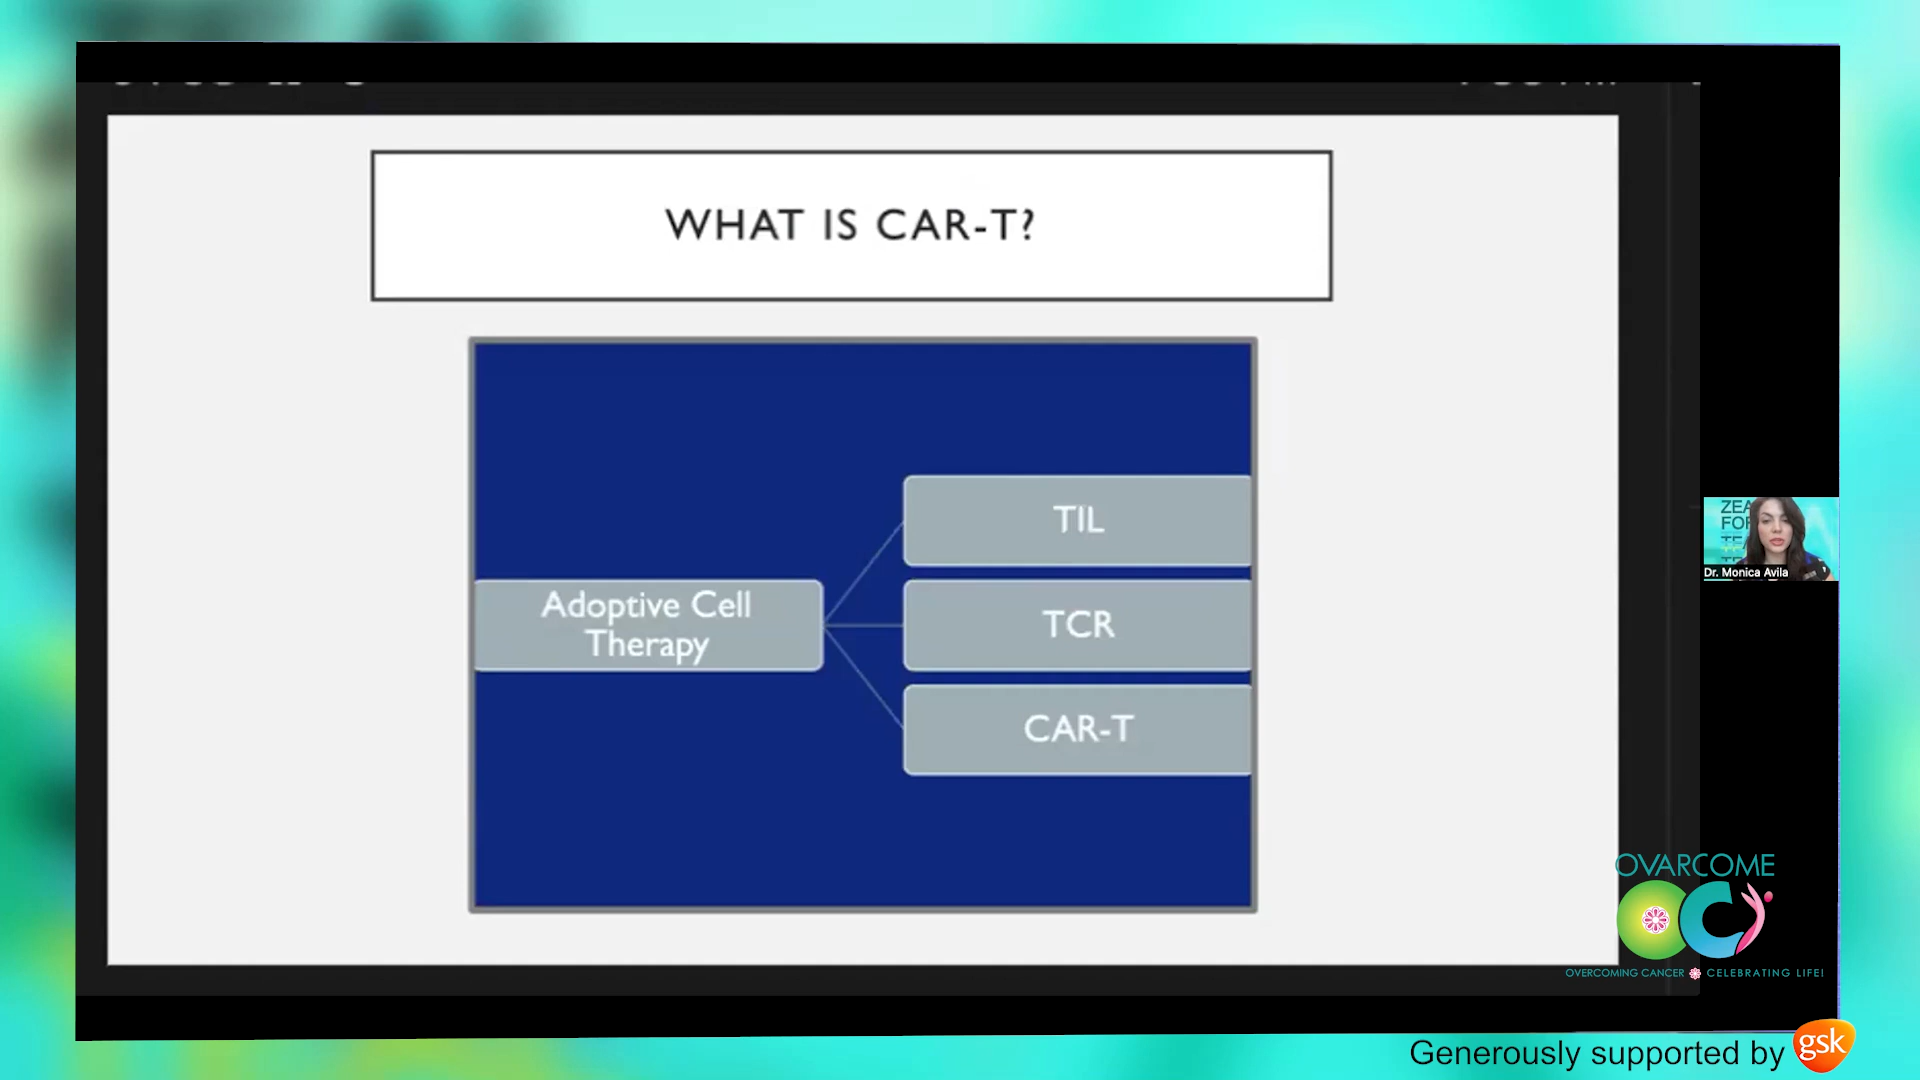 WHAT IS CAR-T?
Adoptive Cell
Therapy
TIL
TCR
CAR-T
Dr. Monica Avila
OVARCOME
OVERCOMING CANCER CELEBRATING LIFE!
Generously supported by gsk